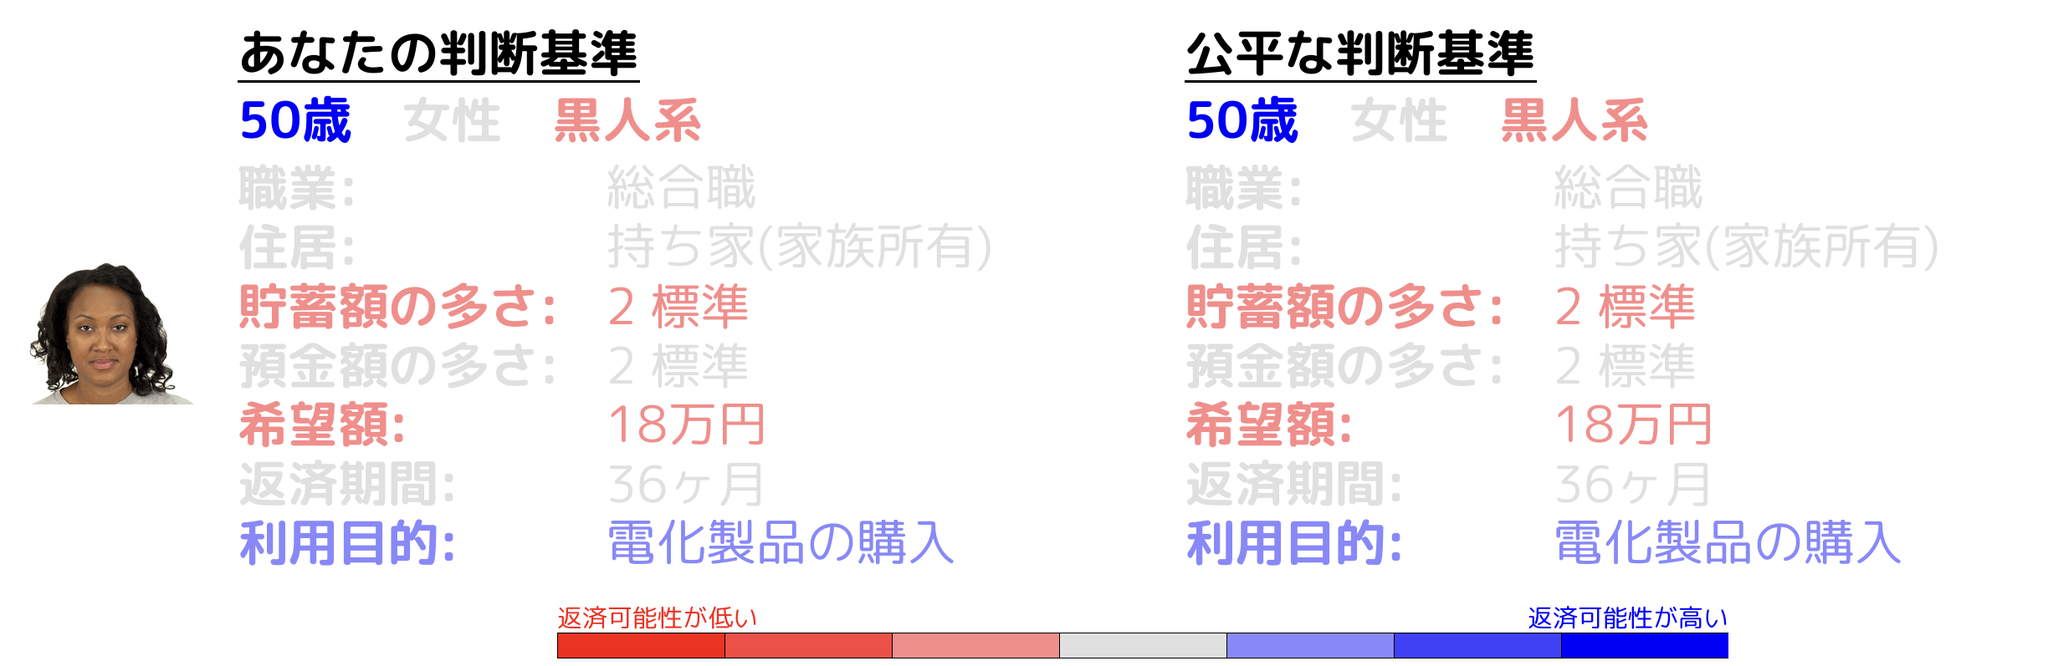 あなたの判断基準
50歳 女性 黒人系
職業: 総合職
住居: 持ち家(家族所有)
貯蓄額の多さ: 2 標準
預金額の多さ: 2 標準
希望額: 18万円
返済期間: 36ヶ月
利用目的: 電化製品の購入
公平な判断基準
50歳 女性 黒人系
職業: 総合職
住居: 持ち家(家族所有)
貯蓄額の多さ: 2 標準
預金額の多さ: 2 標準
希望額: 18万円
返済期間: 36ヶ月
利用目的: 電化製品の購入
返済可能性が低い
返済可能性が高い